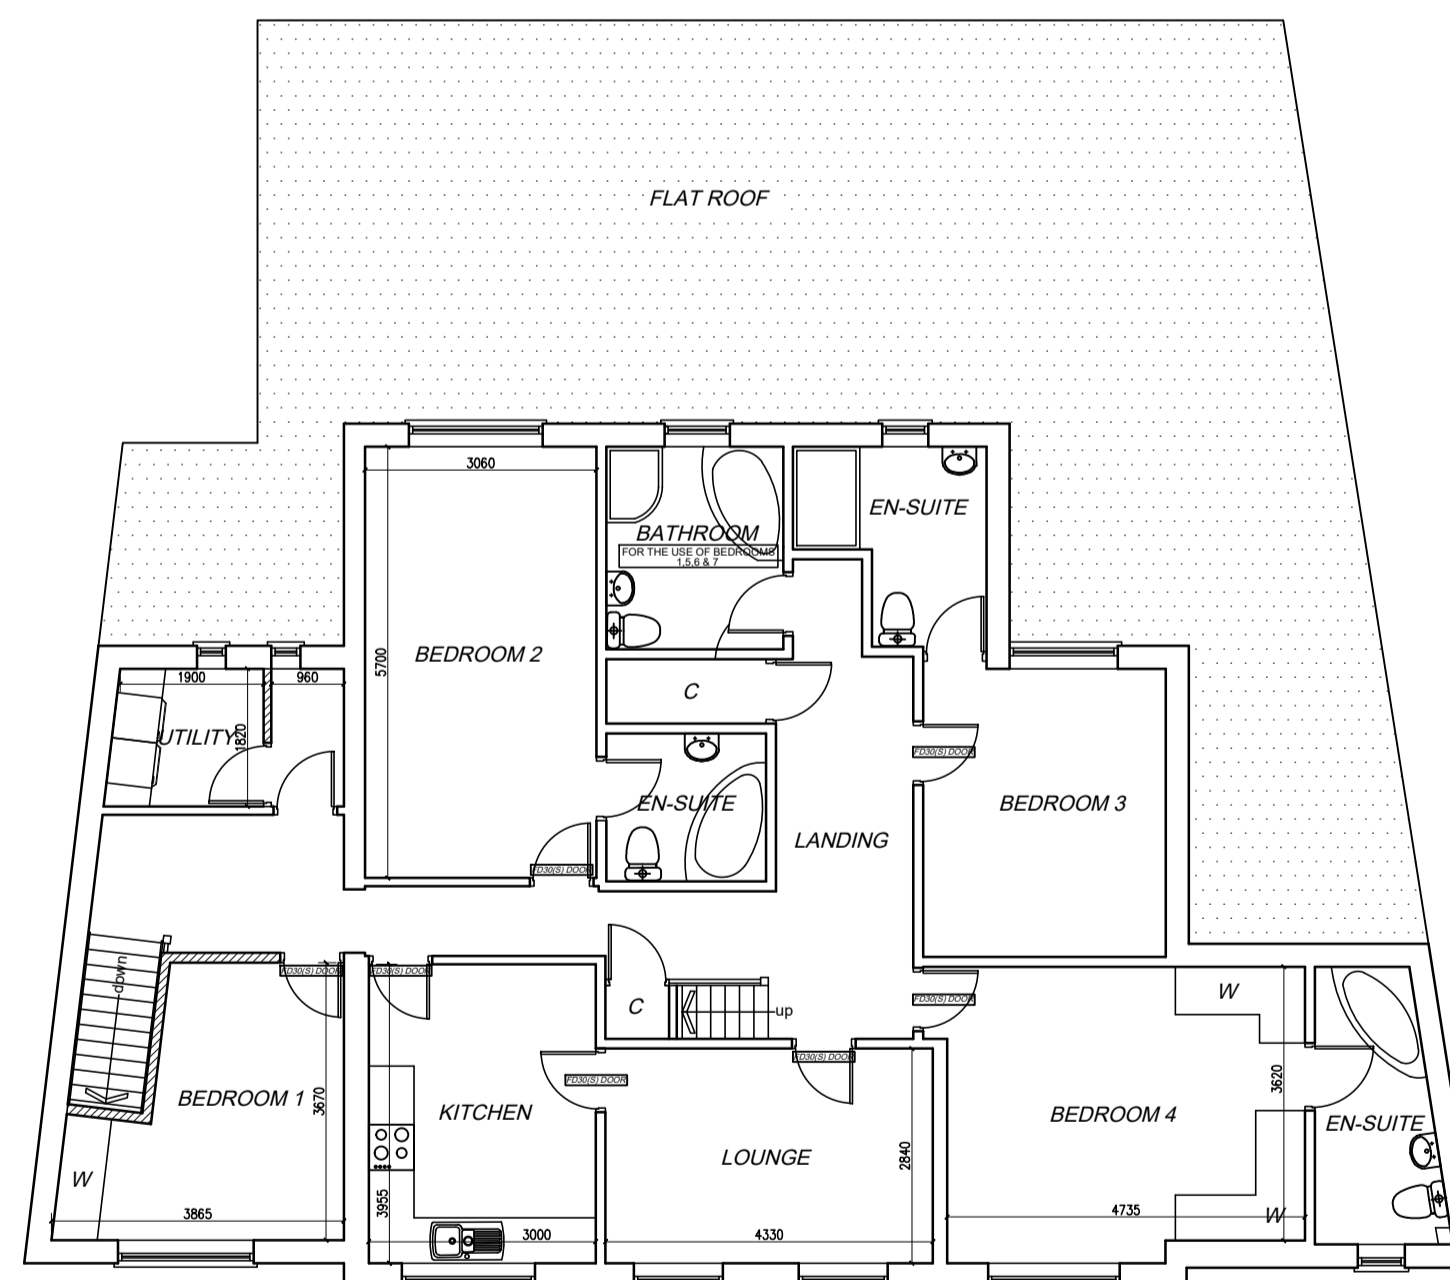 FLAT ROOF
3060
EN-SUITE
BATHROOM
FOR THE USE OF BEDROOMS
1,5,6 & 7
BEDROOM 2
5700
1900
960
C
UTILITY
1820
FD30(S) DOOR
EN-SUITE
BEDROOM 3
LANDING
FD30(S) DOOR
down
FD30(S) DOOR
FD30(S) DOOR
C
up
FD30(S) DOOR
W
FD30(S) DOOR
FD30(S) DOOR
BEDROOM 1
3670
KITCHEN
3620
BEDROOM 4
EN-SUITE
LOUNGE
2840
W
3955
3865
3000
4330
4735
W